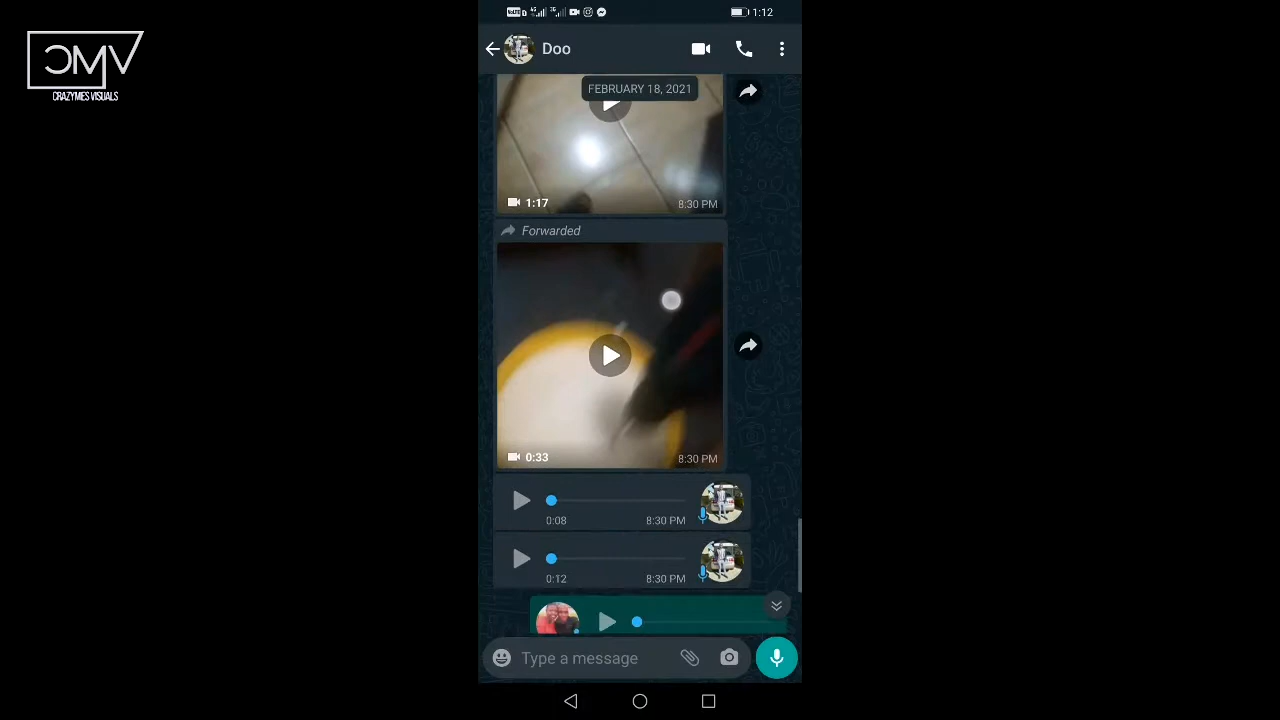 CMV
CRAZYMES VISUALS
1:12
Doo
FEBRUARY 18, 2021
1:17
8:30 PM
Forwarded
0:33
8:30 PM
0:08
8:30 PM
0:12
8:30 PM
Type a message